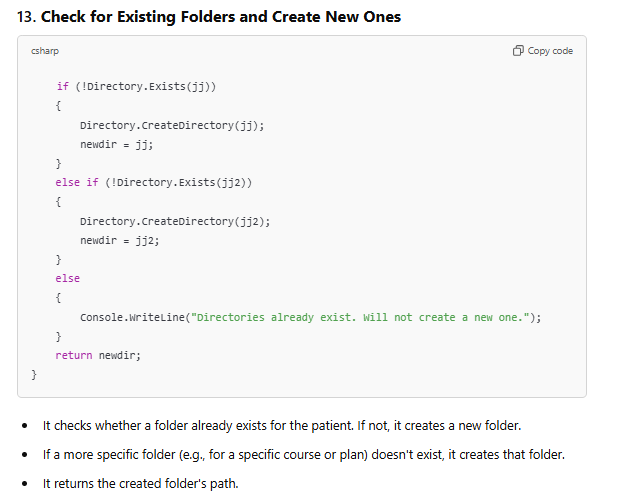 13. Check for Existing Folders and Create New Ones
csharp
Copy code
if (!Directory.Exists(jj))
{
Directory.CreateDirectory(jj);
newdir = jj;
}
else if (!Directory.Exists(jj2))
{
Directory.CreateDirectory(jj2);
newdir = jj2;
}
else
{
Console.WriteLine("Directories already exist. Will not create a new one.");
}
return newdir;
}
• It checks whether a folder already exists for the patient. If not, it creates a new folder.
• If a more specific folder (e.g., for a specific course or plan) doesn't exist, it creates that folder.
• It returns the created folder's path.